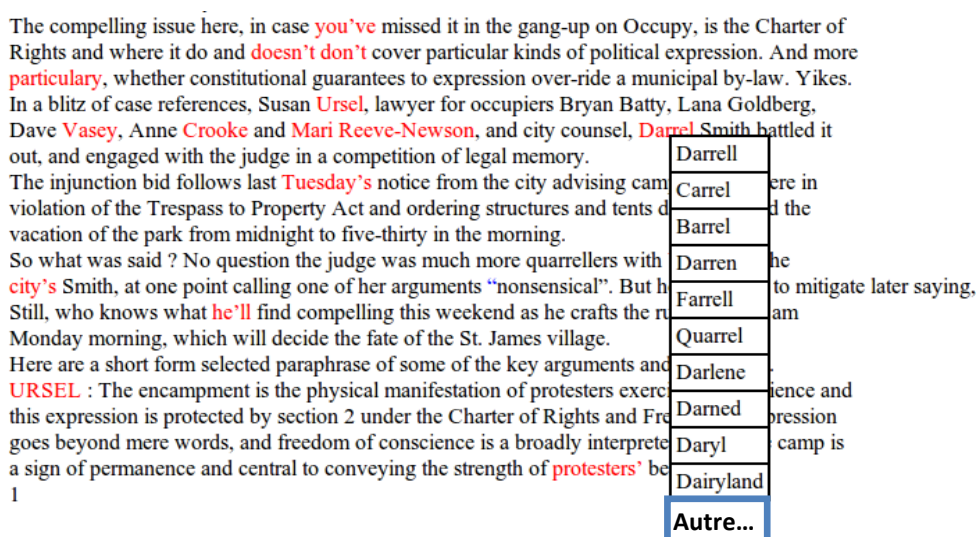 The compelling issue here, in case you've missed it in the gang-up on Occupy, is the Charter of
Rights and where it do and doesn't don't cover particular kinds of political expression. And more
particulary, whether constitutional guarantees to expression over-ride a municipal by-law. Yikes.
In a blitz of case references, Susan Ursel, lawyer for occupiers Bryan Batty, Lana Goldberg,
Dave Vasey, Anne Crooke and Mari Reeve-Newson, and city counsel, Darrel Smith battled it
out, and engaged with the judge in a competition of legal memory.
The injunction bid follows last Tuesday's notice from the city advising cam ere in
violation of the Trespass to Property Act and ordering structures and tents d d the
vacation of the park from midnight to five-thirty in the morning.
So what was said ? No question the judge was much more quarrellers with he
city's Smith, at one point calling one of her arguments “nonsensical”. But h to mitigate later saying,
Still, who knows what he'll find compelling this weekend as he crafts the ru am
Monday morning, which will decide the fate of the St. James village.
Here are a short form selected paraphrase of some of the key arguments and
URSEL : The encampment is the physical manifestation of protesters exerci ience and
this expression is protected by section 2 under the Charter of Rights and Fre pression
goes beyond mere words, and freedom of conscience is a broadly interprete camp is
a sign of permanence and central to conveying the strength of protesters' be
1
Darrell
Carrel
Barrel
Darren
Farrell
Quarrel
Darlene
Darned
Daryl
Dairyland
Autre...